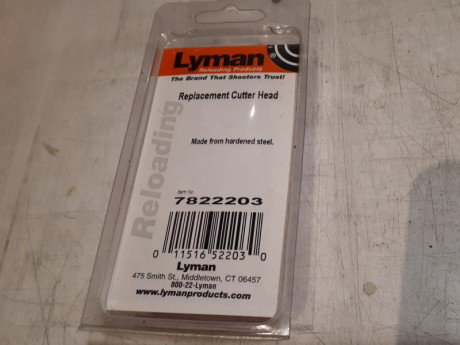 Lyman®
Reloading Products
The Brand That Shooters Trust!
Replacement Cutter Head
Made from hardened steel.
Reloading
Item No.
7822203
0 11516 52203 0
Lyman
475 Smith St., Middletown, CT 06457
800-22-Lyman
www.lymanproducts.com